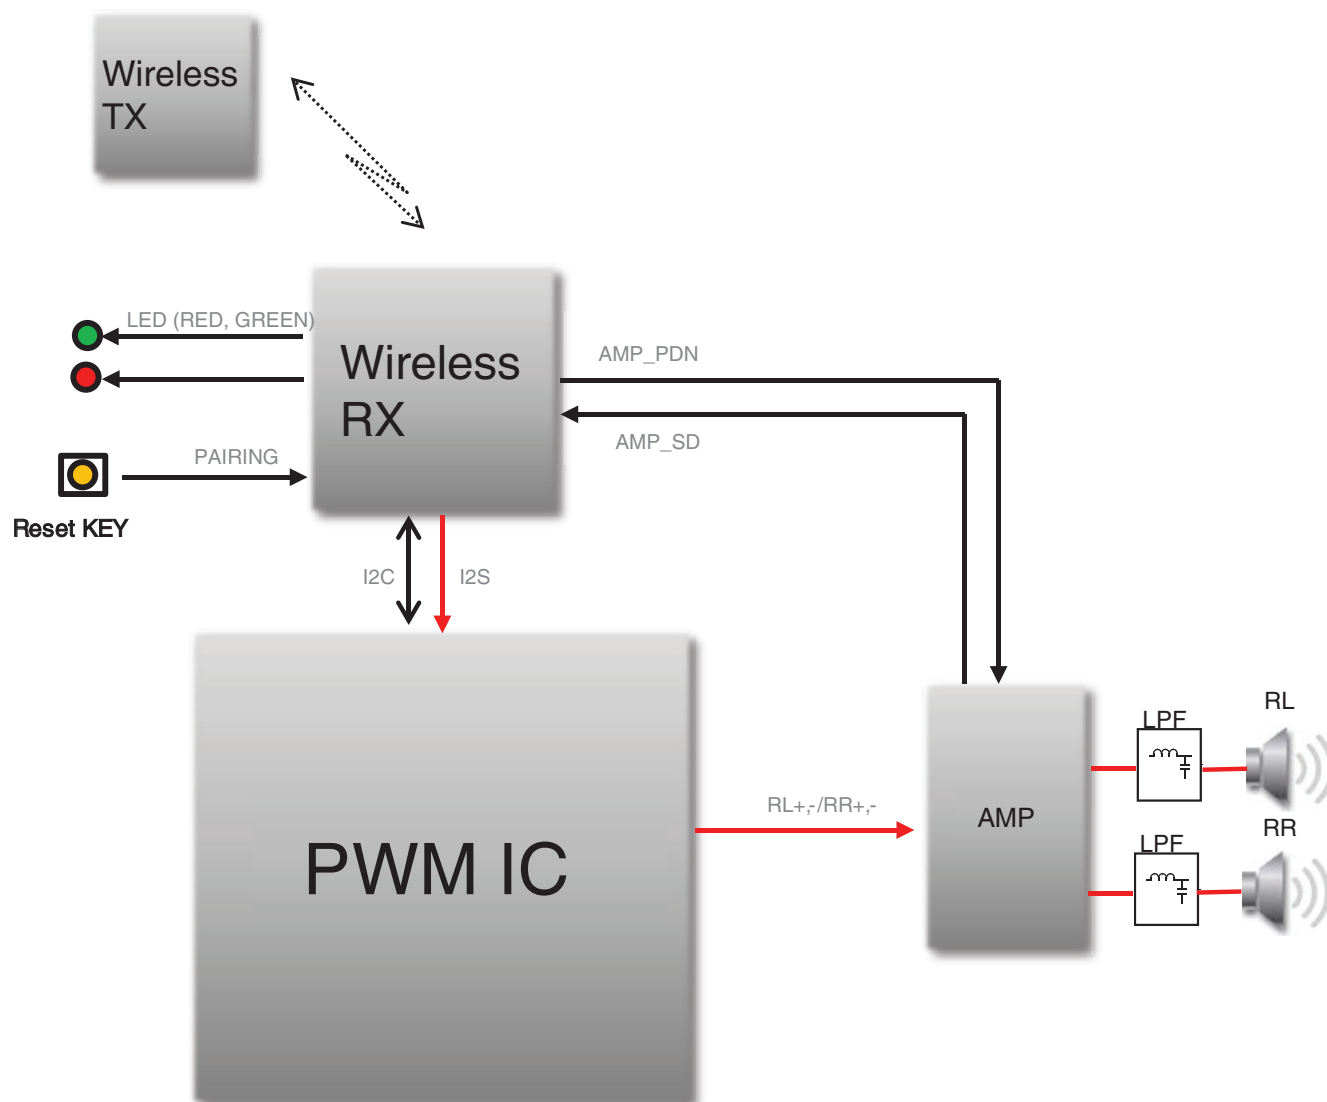 Wireless
TX
LED (RED, GREEN)
Wireless
RX
AMP_PDN
AMP_SD
PAIRING
Reset KEY
I2C
I2S
RL
LPF
RL+,-/RR+,-
AMP
RR
LPF
PWM IC